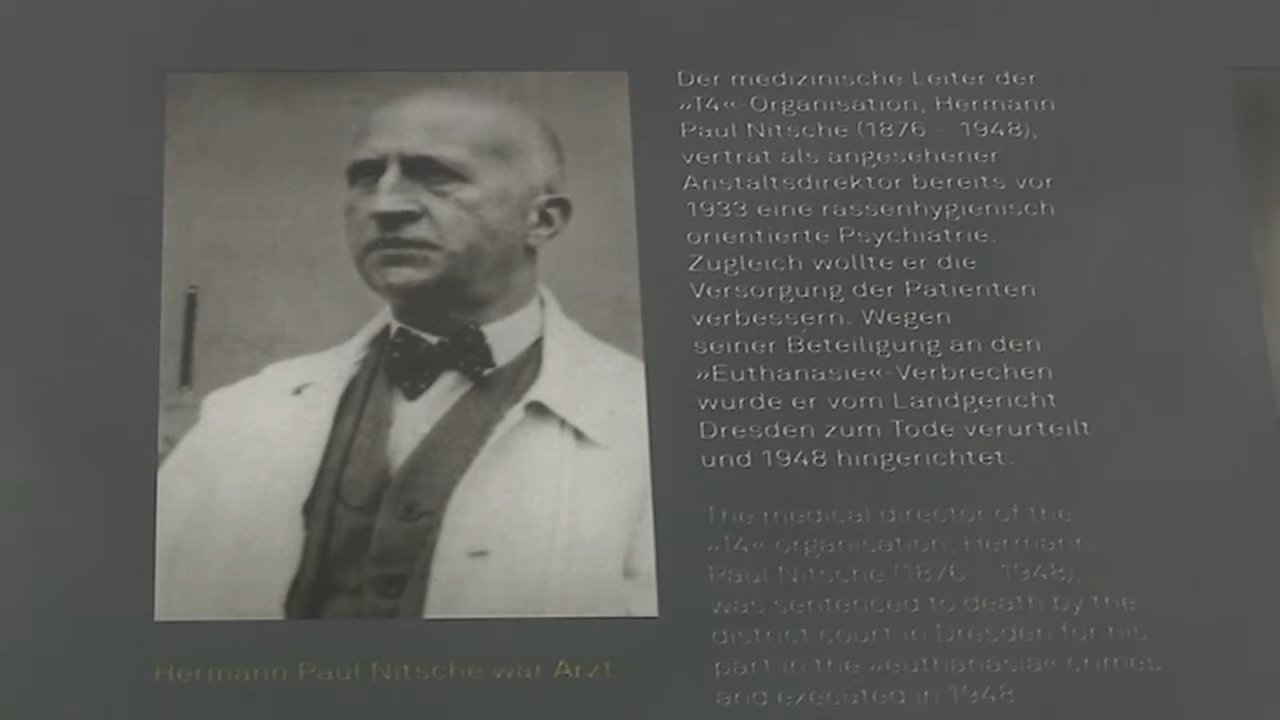 Der medizinische Leiter der
»T4«-Organisation, Hermann
Paul Nitsche (1876 - 1948),
vertrat als angesehener
Anstaltsdirektor bereits vor
1933 eine rassenhygienisch
orientierte Psychiatrie.
Zugleich wollte er die
Versorgung der Patienten
verbessern. Wegen
seiner Beteiligung an den
»Euthanasie«-Verbrechen
wurde er vom Landgericht
Dresden zum Tode verurteilt
und 1948 hingerichtet.
The medical director of the
»T4« organisation, Hermann
Paul Nitsche (1876 - 1948),
was sentenced to death by the
district court in Dresden for his
part in the »euthanasia« crimes
and executed in 1948
Hermann Paul Nitsche war Arzt